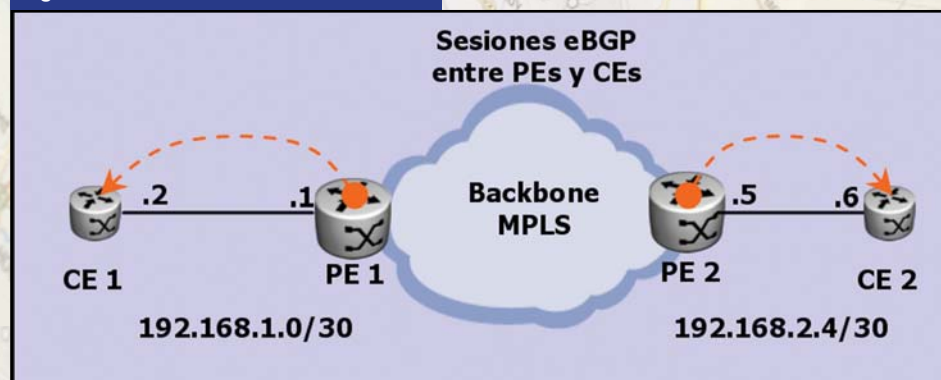 Sesiones eBGP
entre PEs y CEs
.2
.1
Backbone
MPLS
.5
.6
CE 1
PE 1
PE 2
CE 2
192.168.1.0/30
192.168.2.4/30